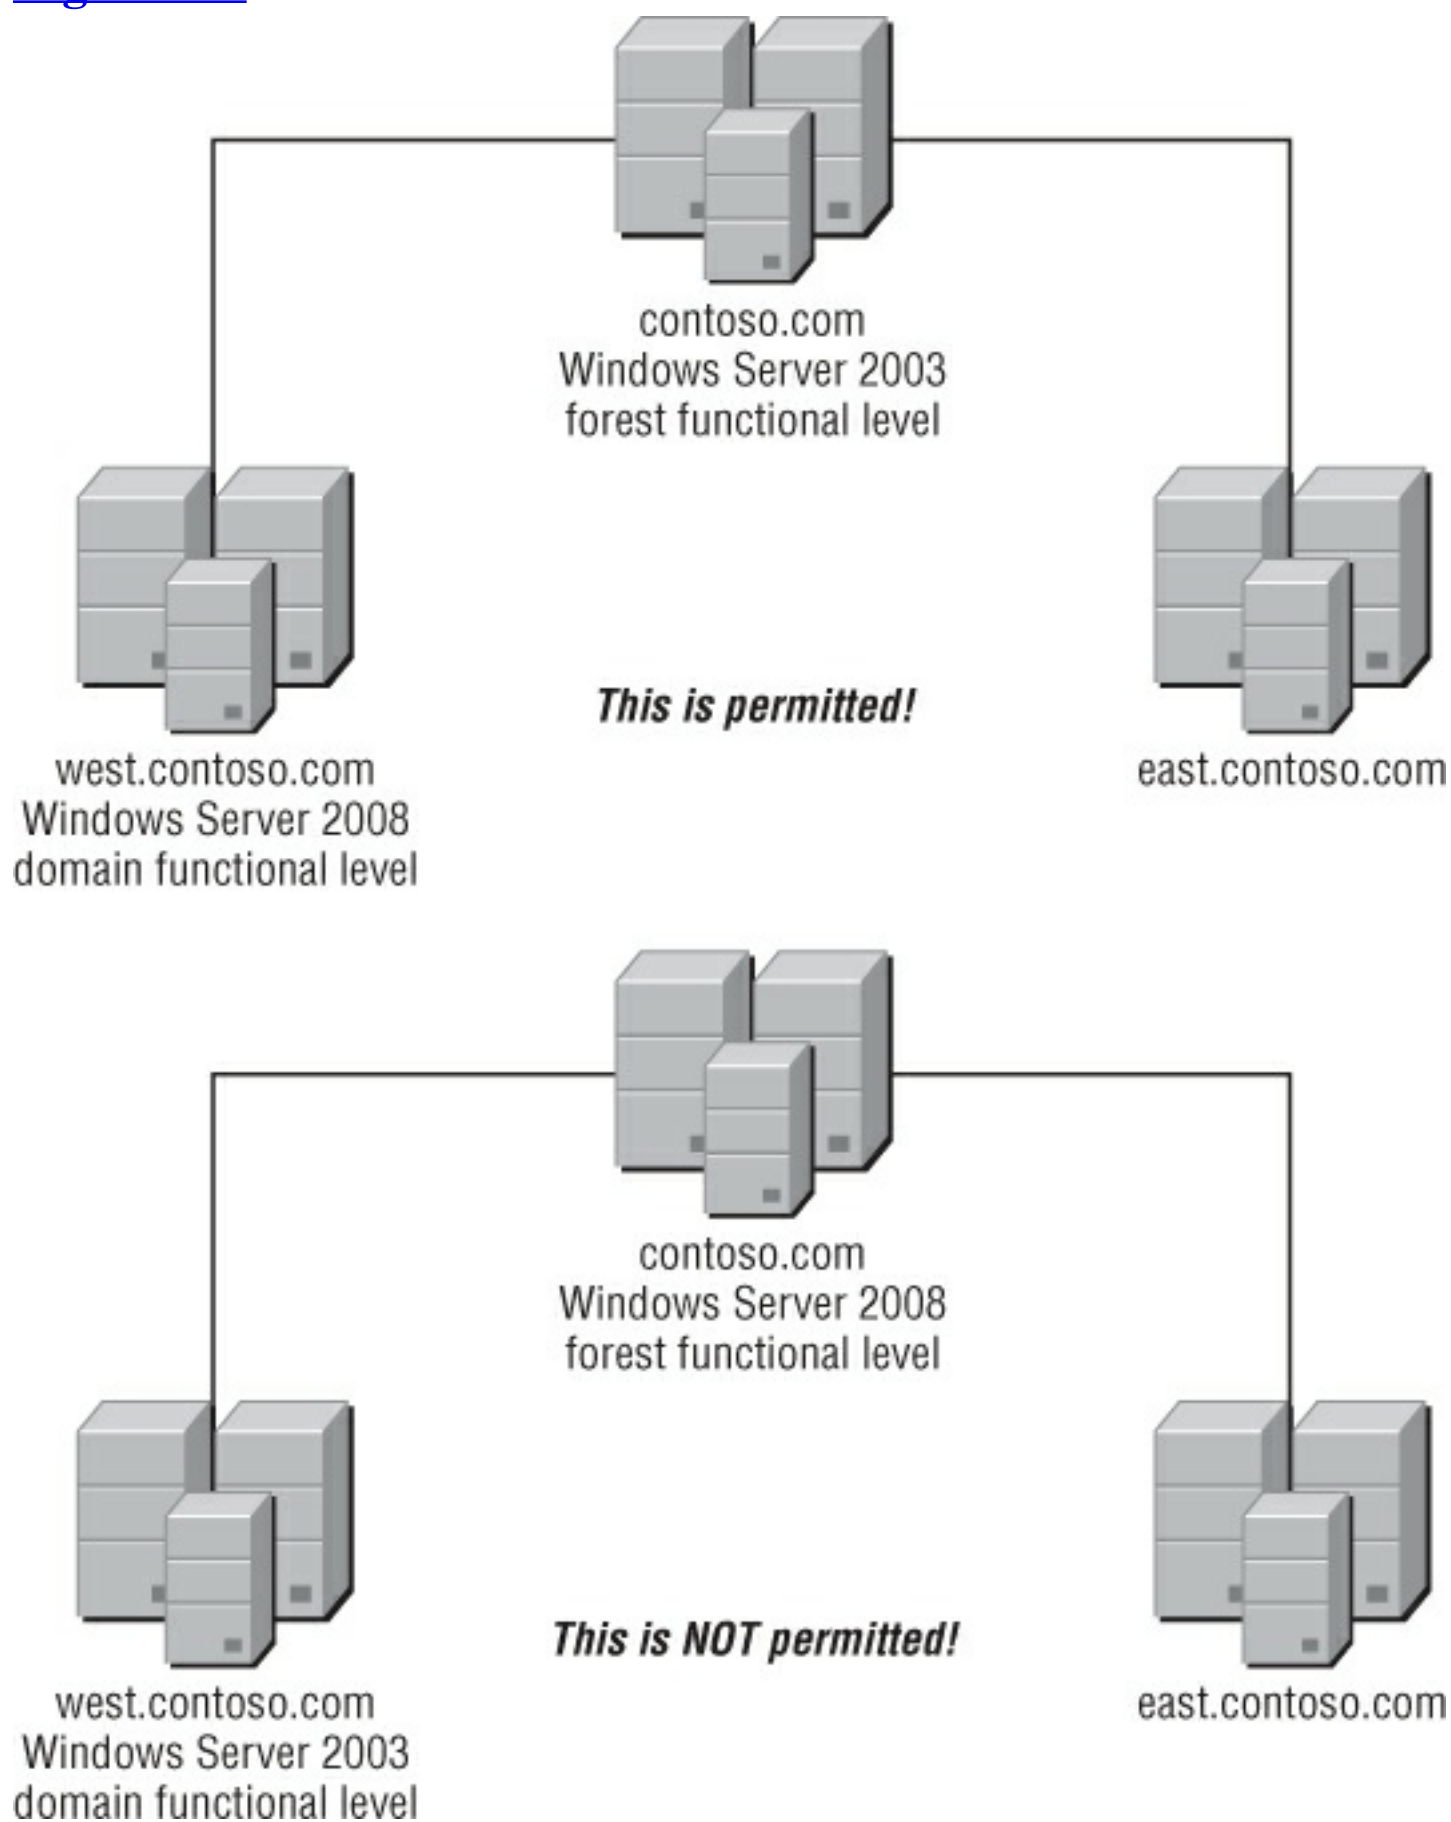 contoso.com
Windows Server 2003
forest functional level
This is permitted!
west.contoso.com
Windows Server 2008
domain functional level
east.contoso.com
contoso.com
Windows Server 2008
forest functional level
This is NOT permitted!
west.contoso.com
Windows Server 2003
domain functional level
east.contoso.com